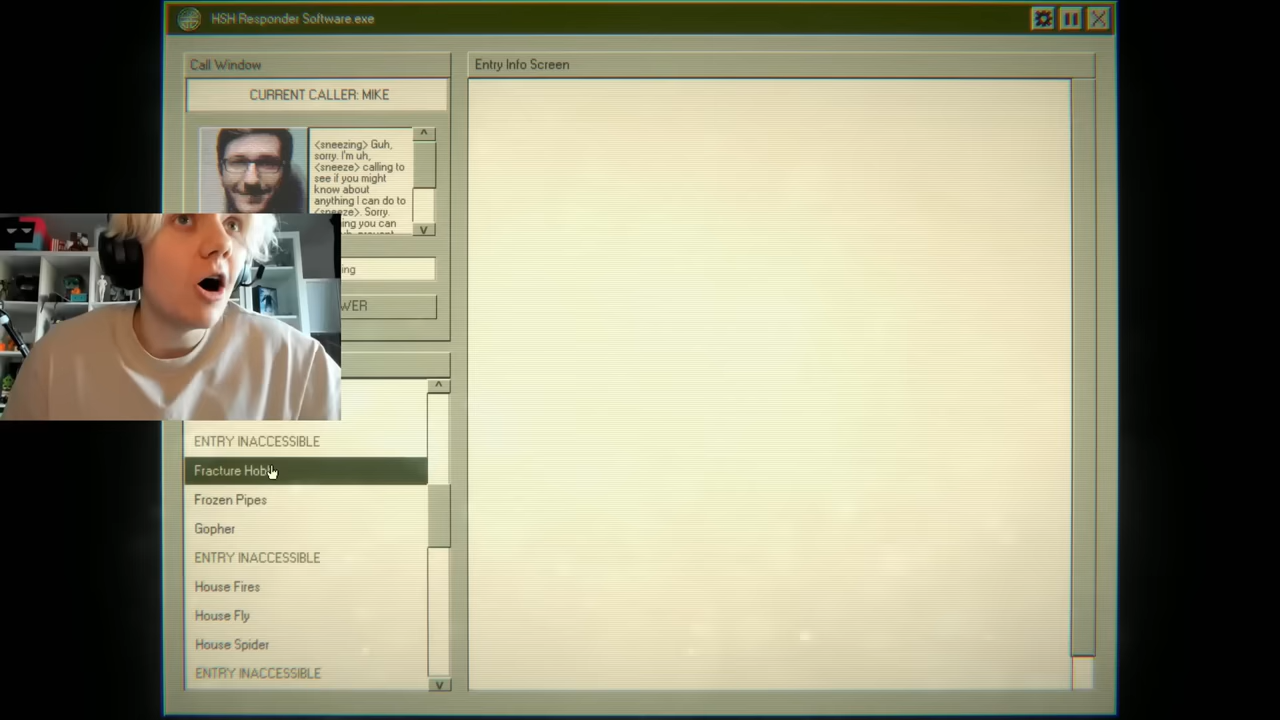 HSH Responder Software.exe
Call Window
CURRENT CALLER: MIKE
<sneezing> Guh,
sorry. I'm uh,
<sneeze> calling to
see if you might
know about
anything I can do to
<sneeze>. Sorry.
you can
Entry Info Screen
ENTRY INACCESSIBLE
Fracture
Frozen Pipes
Gopher
ENTRY INACCESSIBLE
House Fires
House Fly
House Spider
ENTRY INACCESSIBLE